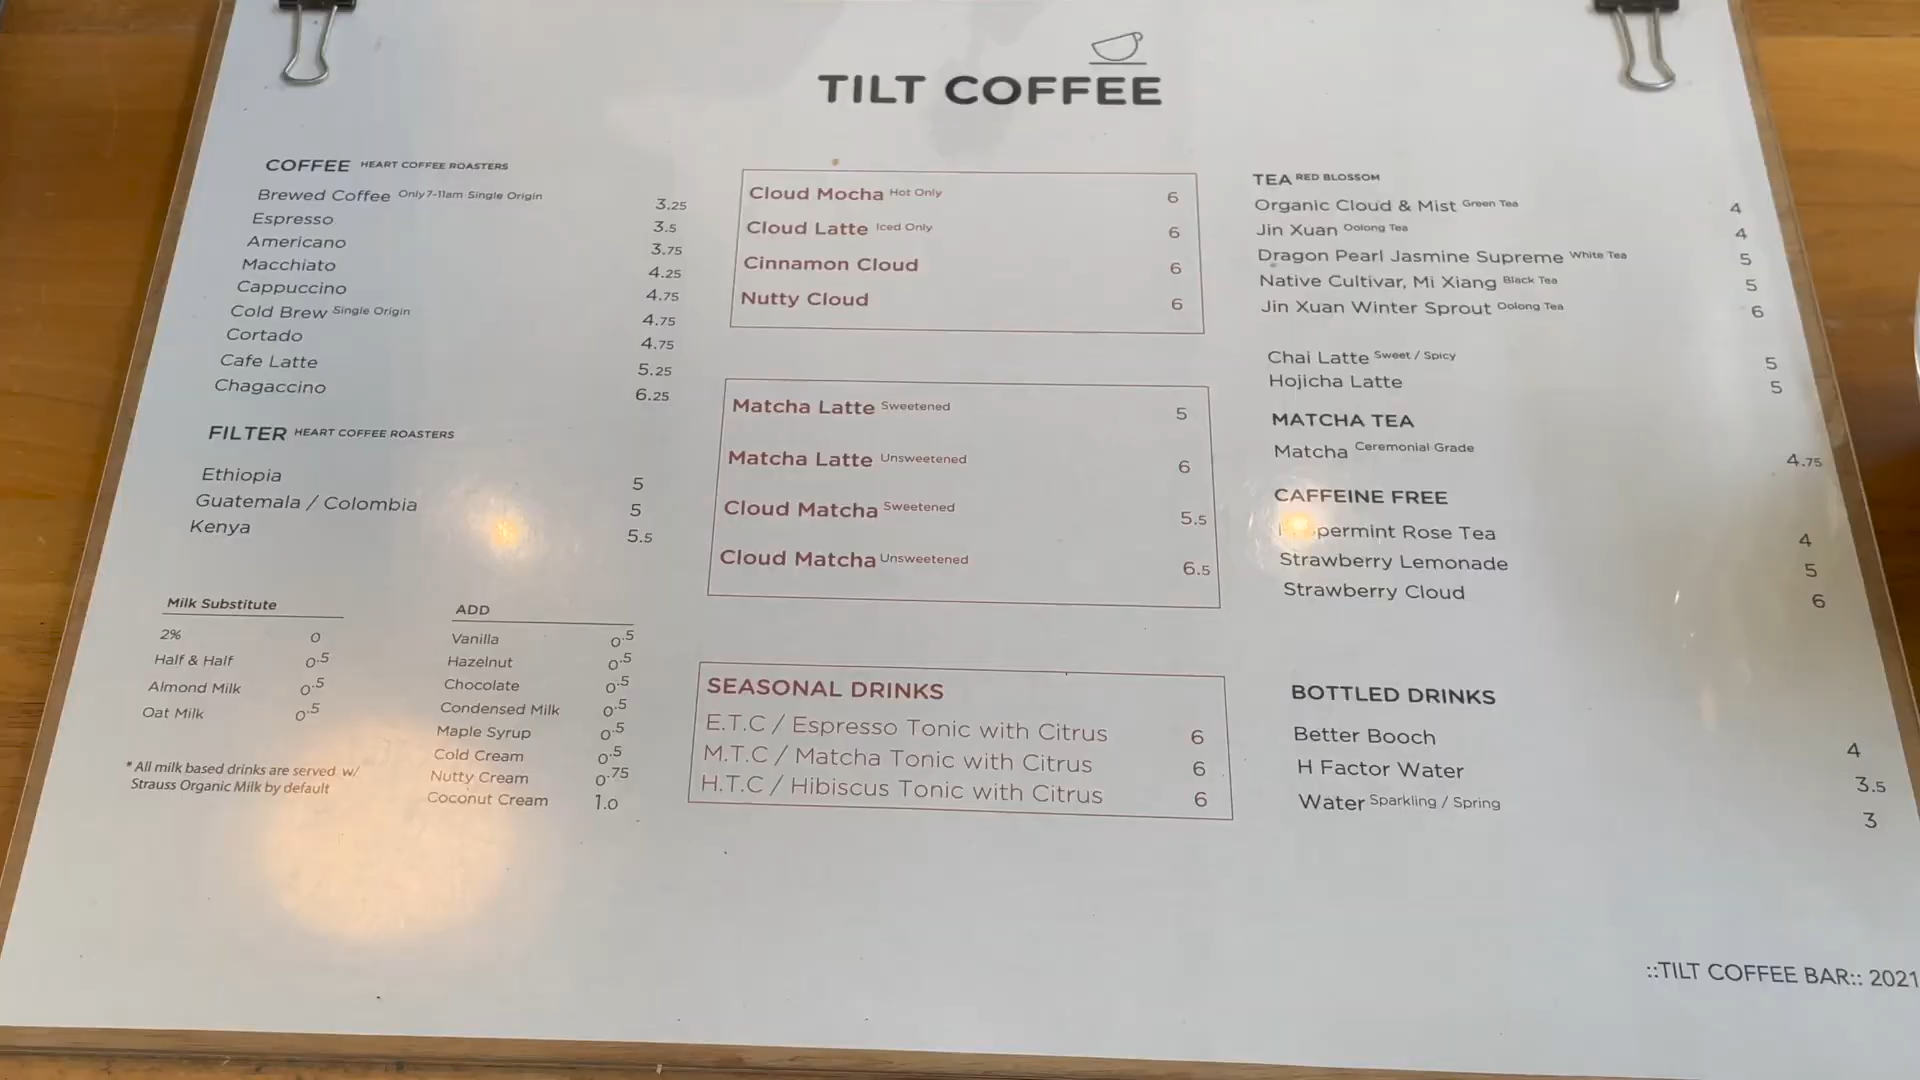 TILT COFFEE
COFFEE HEART COFFEE ROASTERS
Brewed Coffee Only 7-11am Single Origin 3.25
Espresso 3.5
Americano 3.75
Macchiato 4.25
Cappuccino 4.75
Cold Brew Single Origin 4.75
Cortado 4.75
Cafe Latte 5.25
Chagaccino 6.25
FILTER HEART COFFEE ROASTERS
Ethiopia 5
Guatemala / Colombia 5
Kenya 5.5
Milk Substitute
2% 0
Half & Half 0.5
Almond Milk 0.5
Oat Milk 0.5
* All milk based drinks are served w/
Strauss Organic Milk by default
ADD
Vanilla 0.5
Hazelnut 0.5
Chocolate 0.5
Condensed Milk 0.5
Maple Syrup 0.5
Cold Cream 0.5
Nutty Cream 0.75
Coconut Cream 1.0
Cloud Mocha Hot Only 6
Cloud Latte Iced Only 6
Cinnamon Cloud 6
Nutty Cloud 6
Matcha Latte Sweetened 5
Matcha Latte Unsweetened 6
Cloud Matcha Sweetened 5.5
Cloud Matcha Unsweetened 6.5
SEASONAL DRINKS
E.T.C / Espresso Tonic with Citrus 6
M.T.C / Matcha Tonic with Citrus 6
H.T.C / Hibiscus Tonic with Citrus 6
TEA RED BLOSSOM
Organic Cloud & Mist Green Tea 4
Jin Xuan Oolong Tea 4
Dragon Pearl Jasmine Supreme White Tea 5
Native Cultivar, Mi Xiang Black Tea 5
Jin Xuan Winter Sprout Oolong Tea 6
Chai Latte Sweet / Spicy 5
Hojicha Latte 5
MATCHA TEA
Matcha Ceremonial Grade 4.75
CAFFEINE FREE
Peppermint Rose Tea 4
Strawberry Lemonade 5
Strawberry Cloud 6
BOTTLED DRINKS
Better Booch 4
H Factor Water 3.5
Water Sparkling / Spring 3
::TILT COFFEE BAR:: 2021